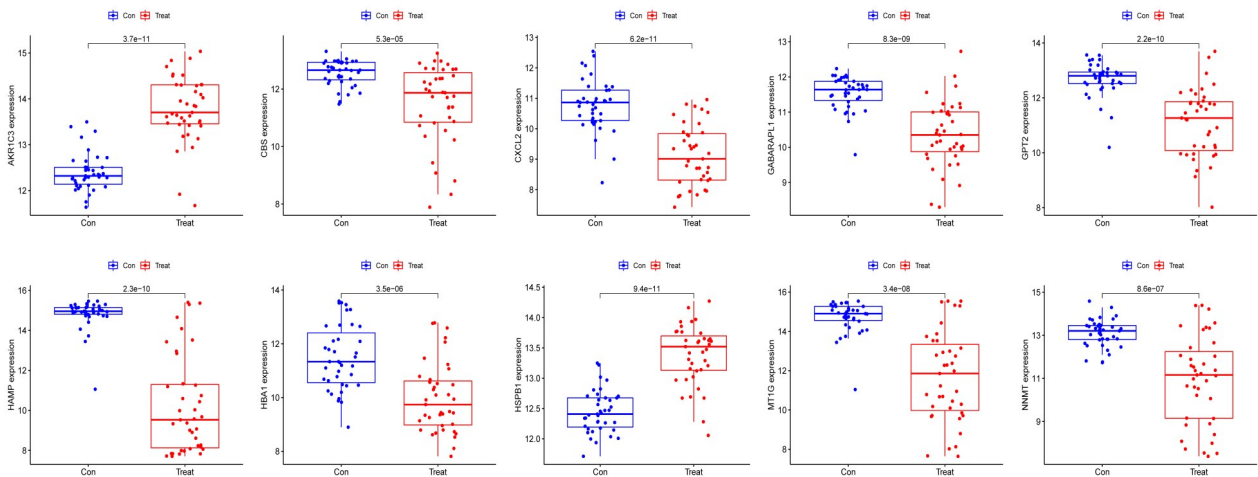 Con Treat
3.7e-11
AKR1C3 expression
15
14
13
12
Con Treat
Con Treat
5.3e-05
CBS expression
12
10
8
Con Treat
Con Treat
6.2e-11
CXCL2 expression
13
12
11
10
9
8
Con Treat
Con Treat
8.3e-09
GABARAPL1 expression
13
12
11
10
9
Con Treat
Con Treat
2.2e-10
GPT2 expression
14
12
10
8
Con Treat
Con Treat
2.3e-10
HAMP expression
16
14
12
10
8
Con Treat
Con Treat
3.5e-06
HBA1 expression
14
12
10
8
Con Treat
Con Treat
9.4e-11
HSPB1 expression
14.5
14.0
13.5
13.0
12.5
12.0
Con Treat
Con Treat
3.4e-08
MT1G expression
16
14
12
10
8
Con Treat
Con Treat
8.6e-07
NNMT expression
15
13
11
9
Con Treat